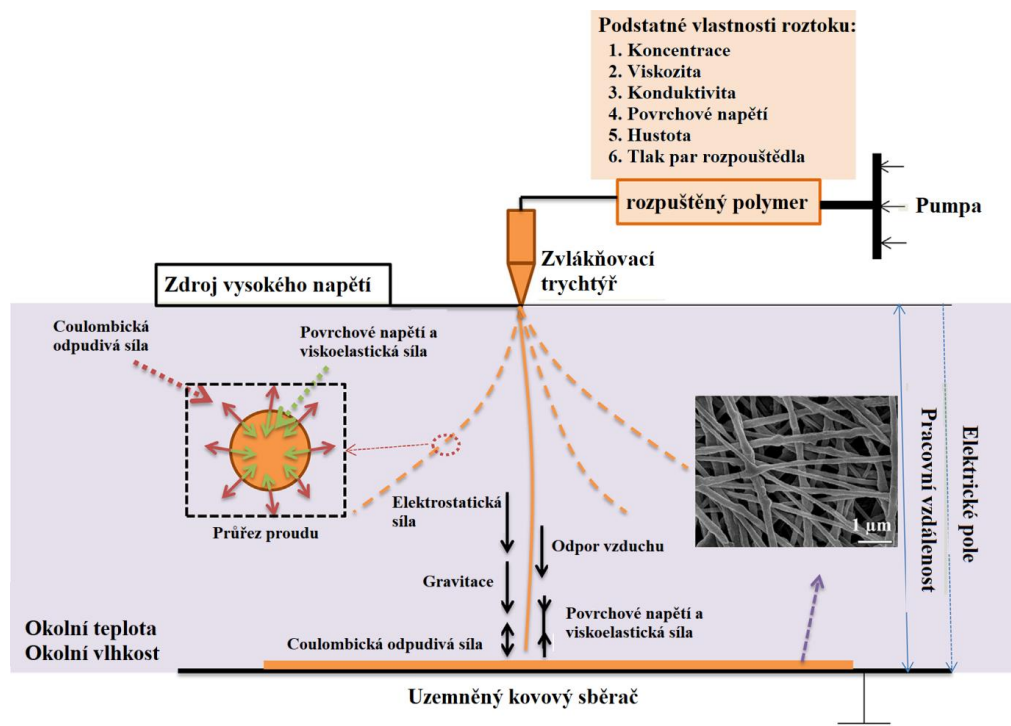 Podstatné vlastnosti roztoku:
1. Koncentrace
2. Viskozita
3. Konduktivita
4. Povrchové napětí
5. Hustota
6. Tlak par rozpouštědla
rozpuštěný polymer
Pumpa
Zvlákňovací
trychtýř
Zdroj vysokého napětí
Coulombická
odpudivá síla
Povrchové napětí a
viskoelastická síla
Průřez proudu
Elektrostatická
síla
Odpor vzduchu
Gravitace
Povrchové napětí a
viskoelastická síla
Coulombická odpudivá síla
1 μm
Pracovní vzdálenost
Elektrické pole
Okolní teplota
Okolní vlhkost
Uzemněný kovový sběrač